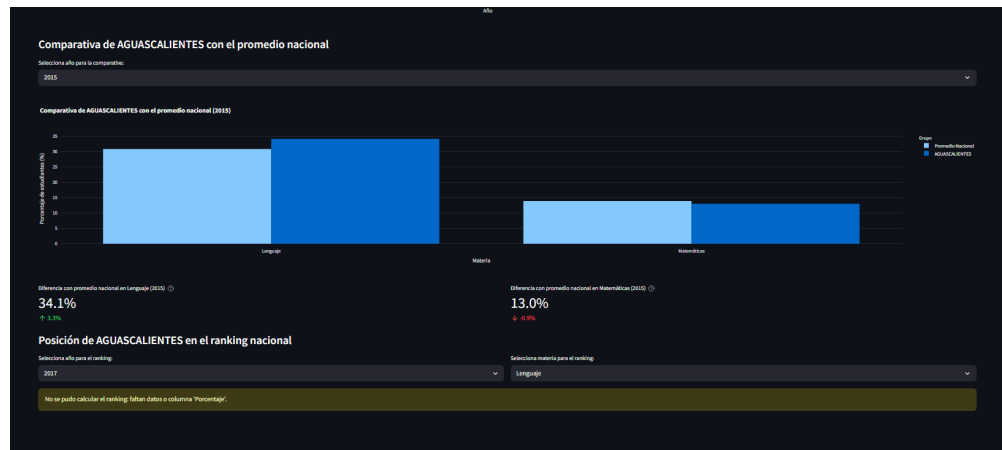 Año
Comparativa de AGUASCALIENTES con el promedio nacional
Selecciona año para la comparativa:
2015
Comparativa de AGUASCALIENTES con el promedio nacional (2015)
Grupo
Promedio Nacional
AGUASCALIENTES
Porcentaje de estudiantes (%)
35
30
25
20
15
10
5
0
Lenguaje
Matemáticas
Materia
Diferencia con promedio nacional en Lenguaje (2015)
34.1%
↑ 3.3%
Diferencia con promedio nacional en Matemáticas (2015)
13.0%
↓ -0.9%
Posición de AGUASCALIENTES en el ranking nacional
Selecciona año para el ranking:
2017
Selecciona materia para el ranking:
Lenguaje
No se pudo calcular el ranking: faltan datos o columna 'Porcentaje'.